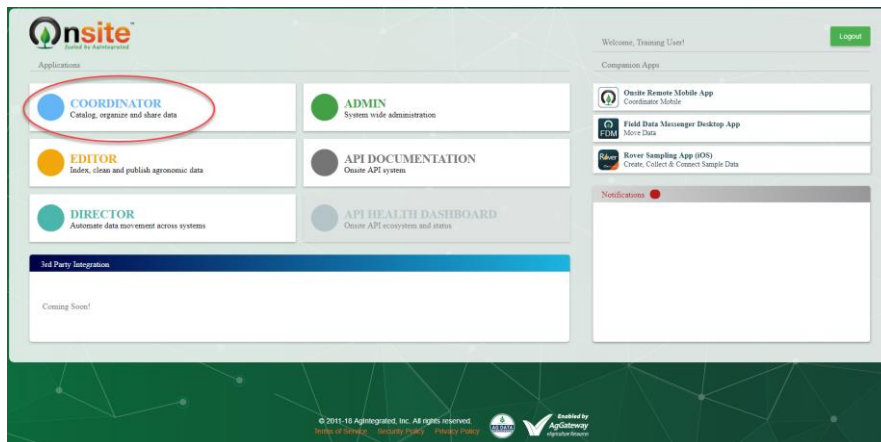 Onsite
fueled by AgIntegrated
Applications
COORDINATOR
Catalog, organize and share data
ADMIN
System wide administration
EDITOR
Index, clean and publish agronomic data
API DOCUMENTATION
Onsite API system
DIRECTOR
Automate data movement across systems
API HEALTH DASHBOARD
Onsite API ecosystem and status
3rd Party Integration
Coming Soon!
Welcome, Training User!
Logout
Companion Apps
Onsite Remote Mobile App
Coordinator Mobile
FDM
Field Data Messenger Desktop App
Move Data
Rover
Rover Sampling App (iOS)
Create, Collect & Connect Sample Data
Notifications
© 2011-18 AgIntegrated, Inc. All rights reserved.
Terms of Service Security Policy Privacy Policy
AG DATA
Enabled by
AgGateway
eAgriculture Resources